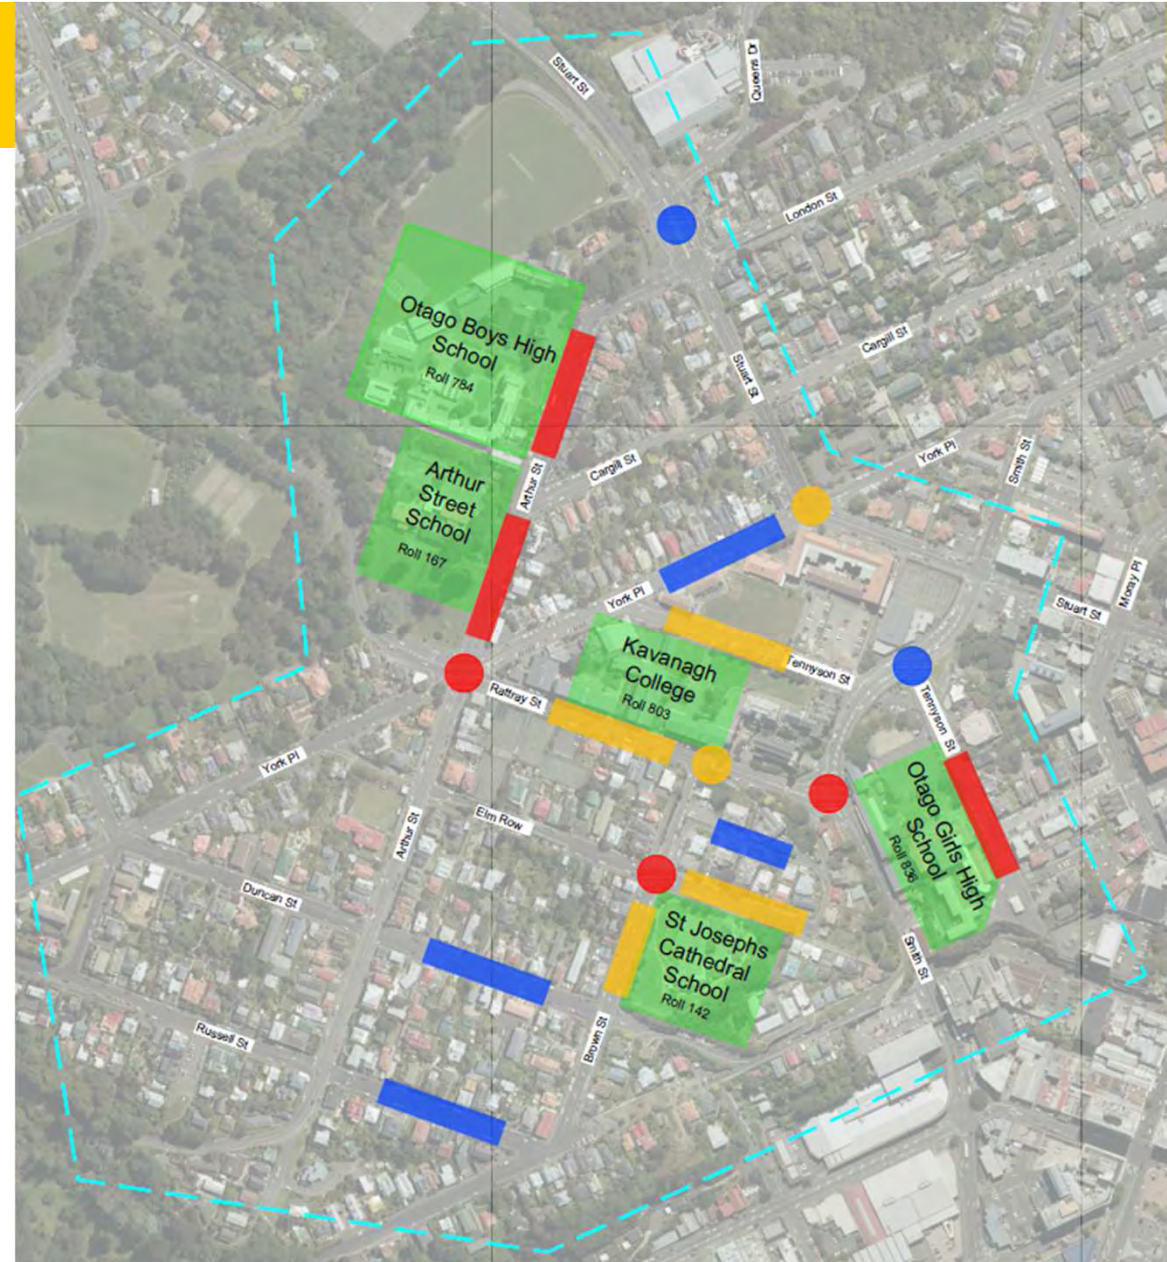 Stuart St
Queens Dr
London St
Otago Boys High
School
Roll 784
Cargill St
Stuart St
York Pl
Smith St
Arthur
Street
School
Roll 167
Arthur St
Cargill St
Moray Pl
Stuart St
York Pl
Kavanagh
College
Roll 803
Tennyson St
Rattray St
Tennyson St
York Pl
Otago Girls High
School
Roll 836
Elm Row
Arthur St
Duncan St
St Josephs
Cathedral
School
Roll 142
Smith St
Russell St
Brown St